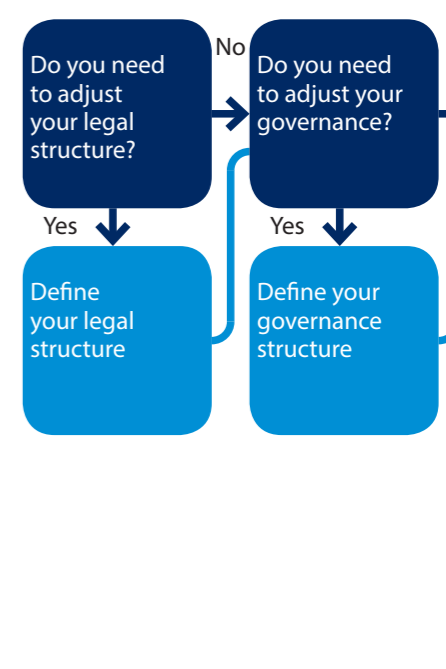 Do you need
to adjust
your legal
structure?
No
Do you need
to adjust your
governance?
Yes
Yes
Define
your legal
structure
Define your
governance
structure